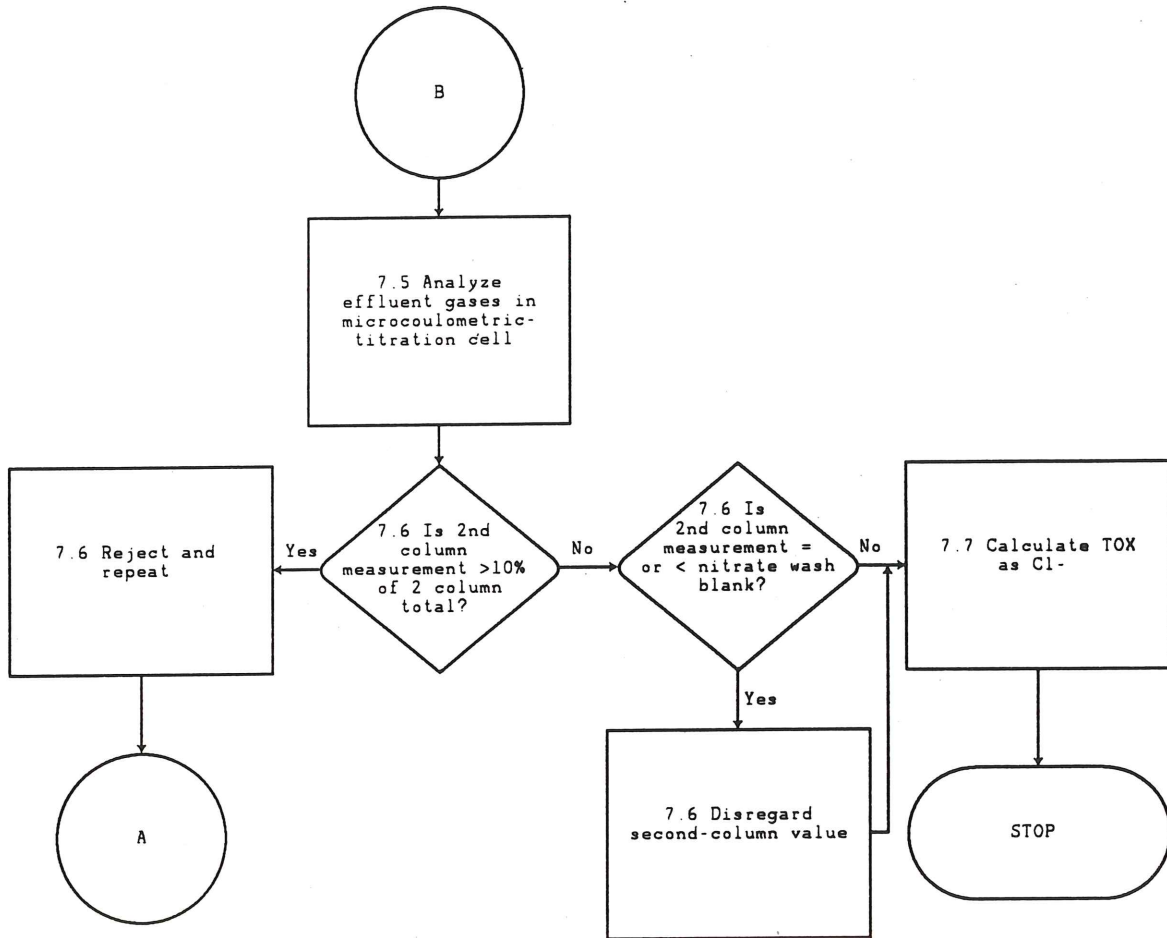 B
7.5 Analyze
effluent gases in
microcoulometric-
titration cell
7.6 Reject and
repeat
Yes
7.6 Is 2nd
column
measurement >10%
of 2 column
total?
No
7.6 Is
2nd column
measurement =
or < nitrate wash
blank?
No
7.7 Calculate TOX
as Cl-
Yes
7.6 Disregard
second-column value
A
STOP